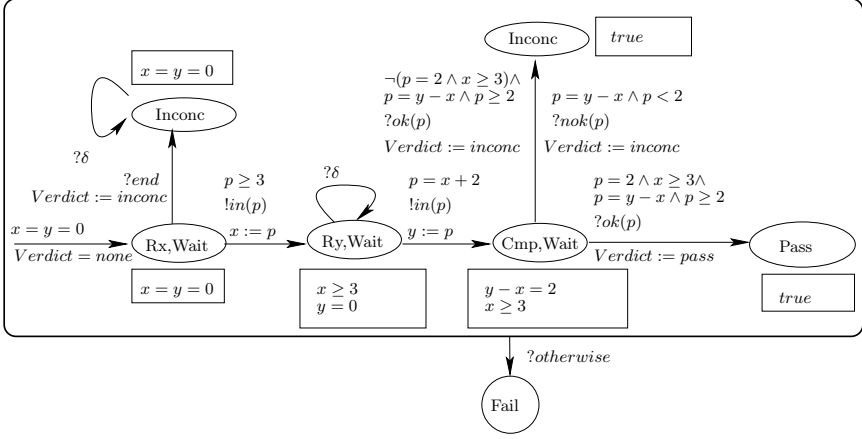 Inconc
true
x = y = 0
¬(p = 2 ∧ x ≥ 3)∧
p = y − x ∧ p ≥ 2
?ok(p)
Verdict := inconc
p = y − x ∧ p < 2
?nok(p)
Verdict := inconc
Inconc
?δ
?end
Verdict := inconc
p ≥ 3
!in(p)
x := p
?δ
p = x + 2
!in(p)
y := p
p = 2 ∧ x ≥ 3∧
p = y − x ∧ p ≥ 2
?ok(p)
Verdict := pass
x = y = 0
Verdict = none
Rx,Wait
Ry,Wait
Cmp,Wait
Pass
x = y = 0
x ≥ 3
y = 0
y − x = 2
x ≥ 3
true
?otherwise
Fail